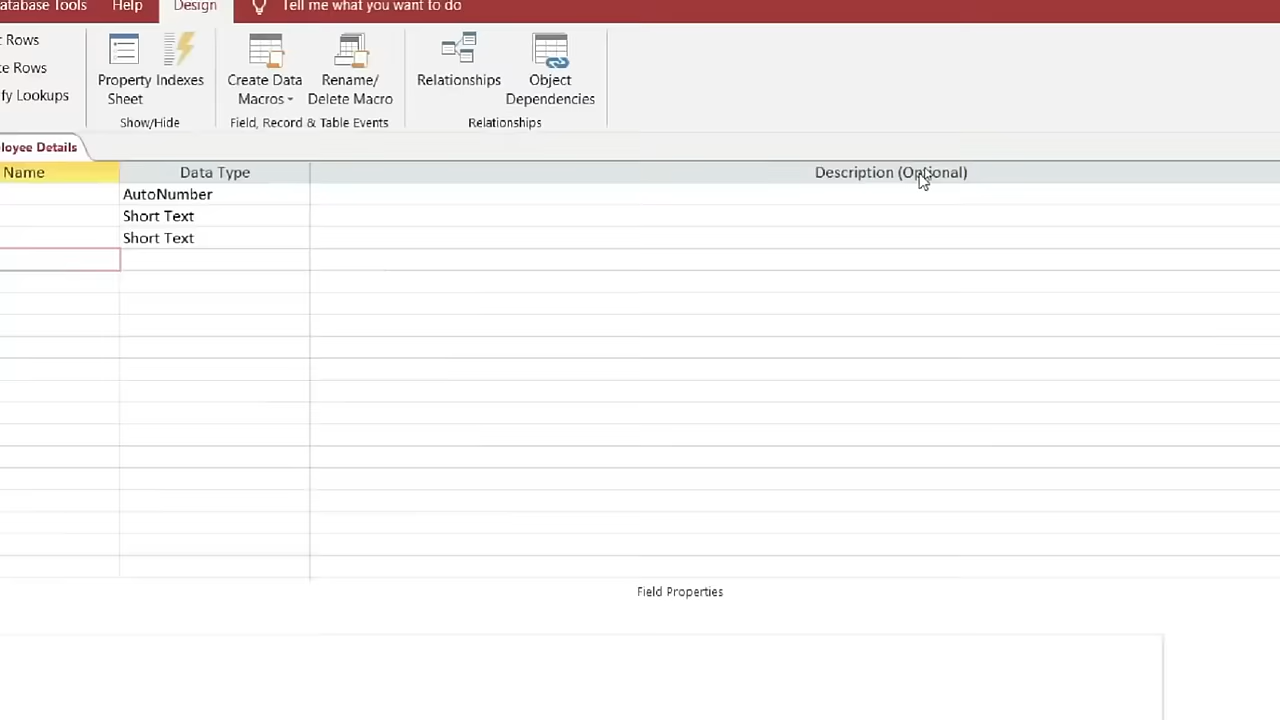 atabase Tools Help Design Tell me what you want to do
t Rows
te Rows
fy Lookups
Property Sheet
Indexes
Show/Hide
Create Data Macros
Rename/ Delete Macro
Field, Record & Table Events
Relationships
Object Dependencies
Relationships
loyee Details
Name Data Type Description (Optional)
AutoNumber
Short Text
Short Text
Field Properties